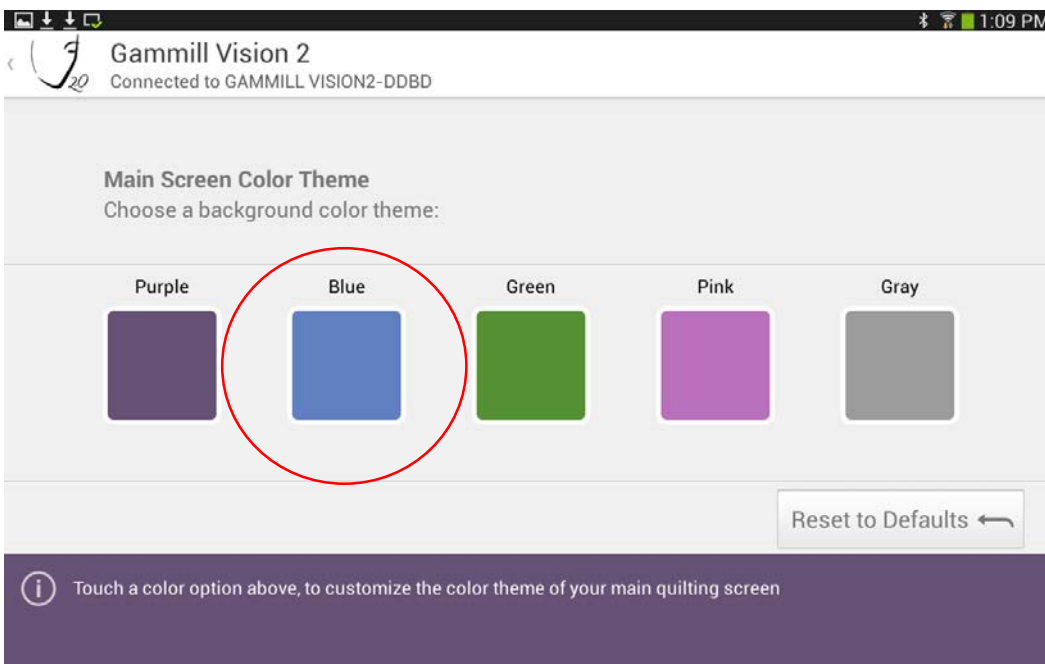 1:09 PM
20
Gammill Vision 2
Connected to GAMMILL VISION2-DDBD
Main Screen Color Theme
Choose a background color theme:
Purple Blue Green Pink Gray
Reset to Defaults
Touch a color option above, to customize the color theme of your main quilting screen